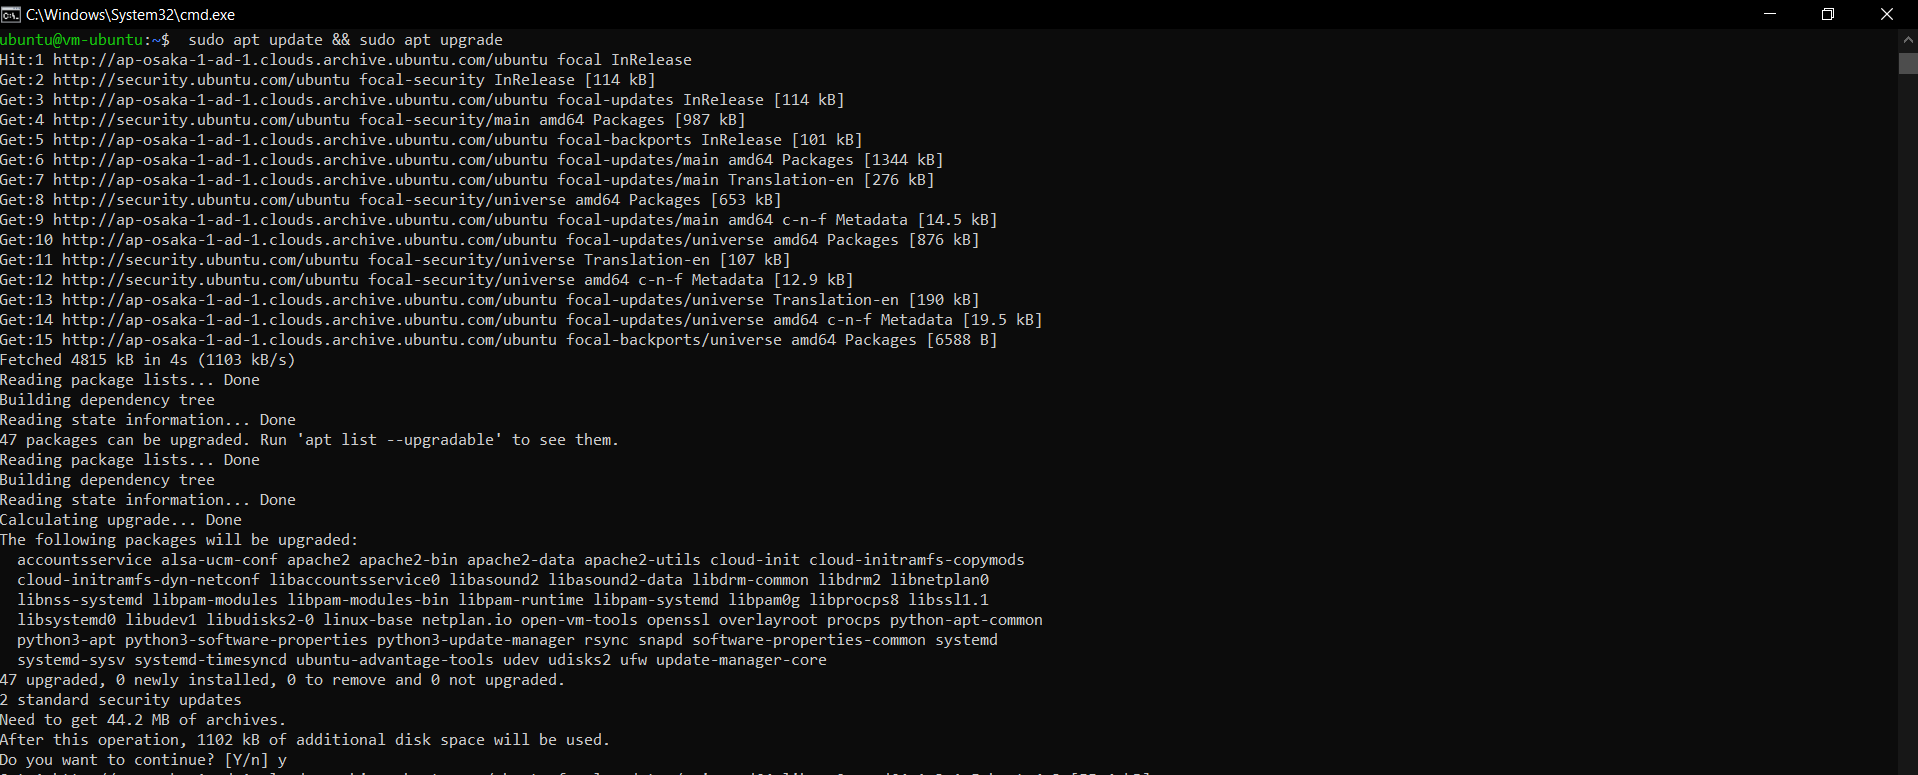 C:\Windows\System32\cmd.exe
ubuntu@vm-ubuntu:~$  sudo apt update && sudo apt upgrade
Hit:1 http://ap-osaka-1-ad-1.clouds.archive.ubuntu.com/ubuntu focal InRelease
Get:2 http://security.ubuntu.com/ubuntu focal-security InRelease [114 kB]
Get:3 http://ap-osaka-1-ad-1.clouds.archive.ubuntu.com/ubuntu focal-updates InRelease [114 kB]
Get:4 http://security.ubuntu.com/ubuntu focal-security/main amd64 Packages [987 kB]
Get:5 http://ap-osaka-1-ad-1.clouds.archive.ubuntu.com/ubuntu focal-backports InRelease [101 kB]
Get:6 http://ap-osaka-1-ad-1.clouds.archive.ubuntu.com/ubuntu focal-updates/main amd64 Packages [1344 kB]
Get:7 http://ap-osaka-1-ad-1.clouds.archive.ubuntu.com/ubuntu focal-updates/main Translation-en [276 kB]
Get:8 http://security.ubuntu.com/ubuntu focal-security/universe amd64 Packages [653 kB]
Get:9 http://ap-osaka-1-ad-1.clouds.archive.ubuntu.com/ubuntu focal-updates/main amd64 c-n-f Metadata [14.5 kB]
Get:10 http://ap-osaka-1-ad-1.clouds.archive.ubuntu.com/ubuntu focal-updates/universe amd64 Packages [876 kB]
Get:11 http://security.ubuntu.com/ubuntu focal-security/universe Translation-en [107 kB]
Get:12 http://security.ubuntu.com/ubuntu focal-security/universe amd64 c-n-f Metadata [12.9 kB]
Get:13 http://ap-osaka-1-ad-1.clouds.archive.ubuntu.com/ubuntu focal-updates/universe Translation-en [190 kB]
Get:14 http://ap-osaka-1-ad-1.clouds.archive.ubuntu.com/ubuntu focal-updates/universe amd64 c-n-f Metadata [19.5 kB]
Get:15 http://ap-osaka-1-ad-1.clouds.archive.ubuntu.com/ubuntu focal-backports/universe amd64 Packages [6588 B]
Fetched 4815 kB in 4s (1103 kB/s)
Reading package lists... Done
Building dependency tree
Reading state information... Done
47 packages can be upgraded. Run 'apt list --upgradable' to see them.
Reading package lists... Done
Building dependency tree
Reading state information... Done
Calculating upgrade... Done
The following packages will be upgraded:
  accountsservice alsa-ucm-conf apache2 apache2-bin apache2-data apache2-utils cloud-init cloud-initramfs-copymods
  cloud-initramfs-dyn-netconf libaccountsservice0 libasound2 libasound2-data libdrm-common libdrm2 libnetplan0
  libnss-systemd libpam-modules libpam-modules-bin libpam-runtime libpam-systemd libpam0g libprocps8 libssl1.1
  libsystemd0 libudev1 libudisks2-0 linux-base netplan.io open-vm-tools openssl overlayroot procps python-apt-common
  python3-apt python3-software-properties python3-update-manager rsync snapd software-properties-common systemd
  systemd-sysv systemd-timesyncd ubuntu-advantage-tools udev udisks2 ufw update-manager-core
47 upgraded, 0 newly installed, 0 to remove and 0 not upgraded.
2 standard security updates
Need to get 44.2 MB of archives.
After this operation, 1102 kB of additional disk space will be used.
Do you want to continue? [Y/n] y